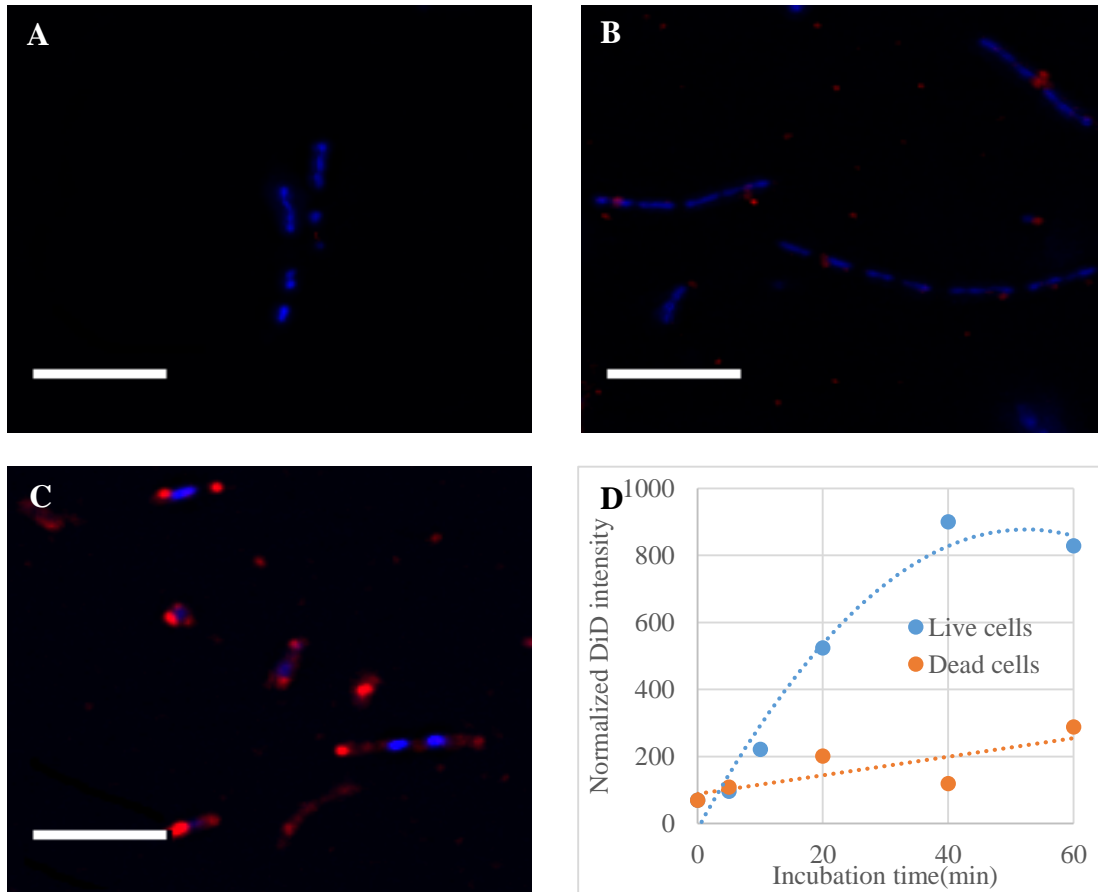 A
B
C
D
1000
800
600
400
200
0
Normalized DiD intensity
Live cells
Dead cells
0
20
40
60
Incubation time(min)